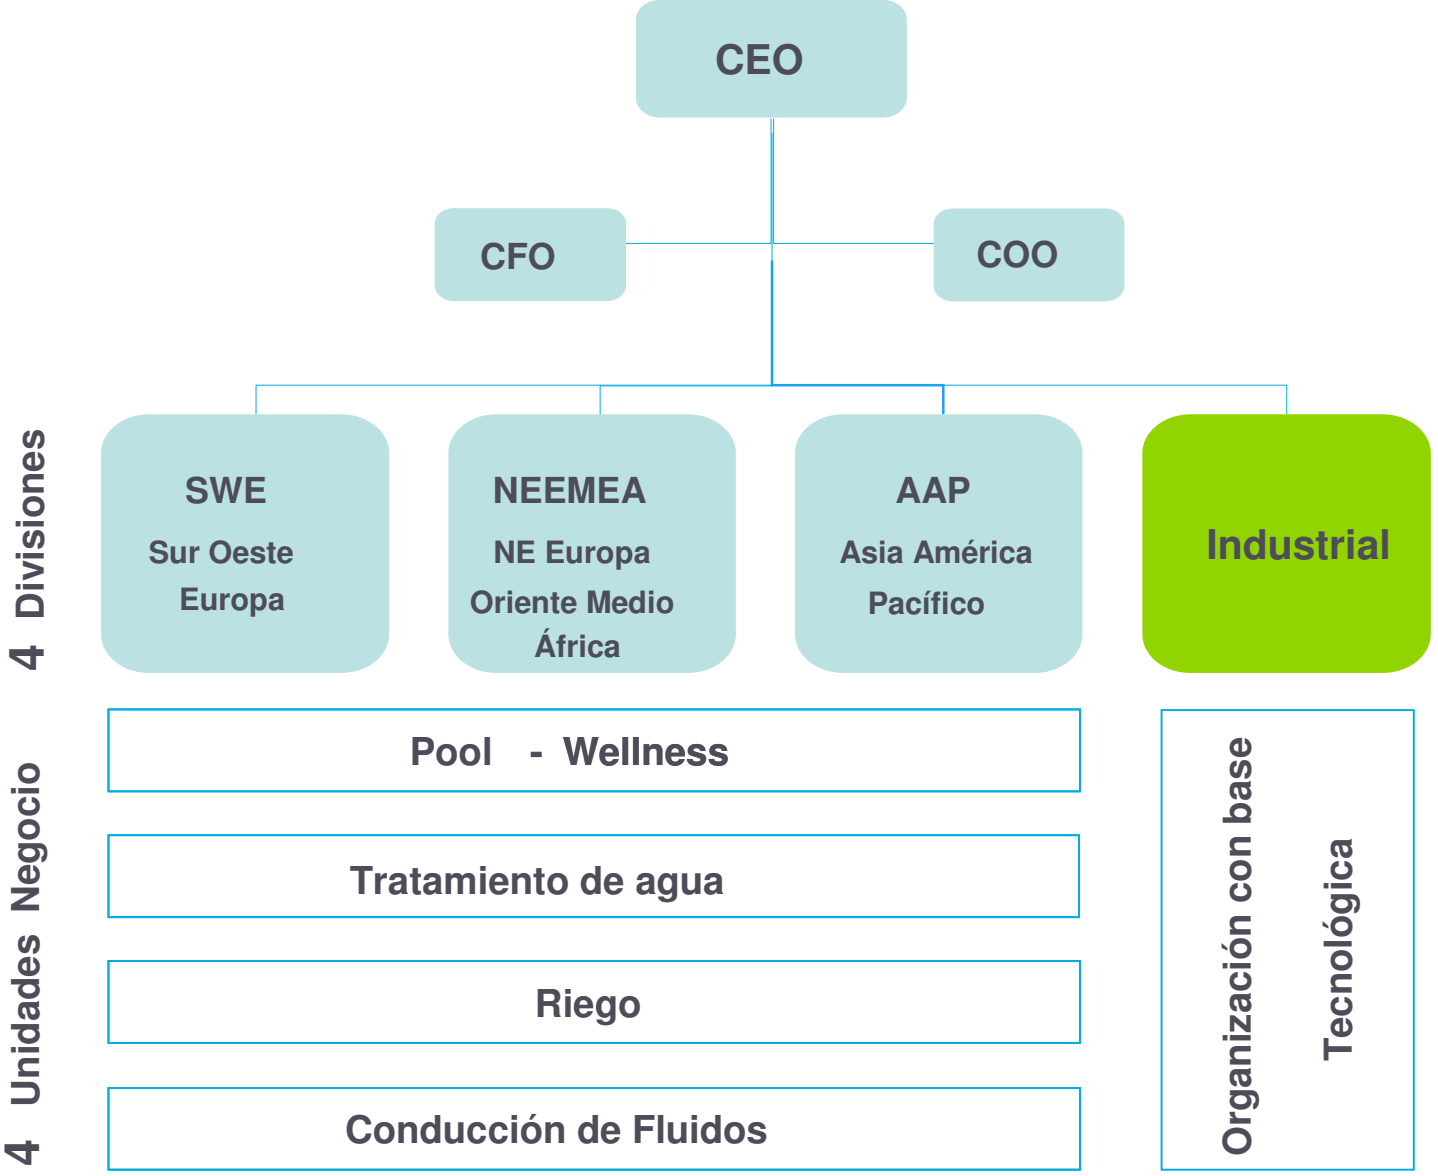 CEO
CFO
COO
4 Divisiones
SWE
Sur Oeste
Europa
NEEMEA
NE Europa
Oriente Medio
África
AAP
Asia América
Pacífico
Industrial
4 Unidades Negocio
Pool - Wellness
Tratamiento de agua
Riego
Conducción de Fluidos
Organización con base
Tecnológica